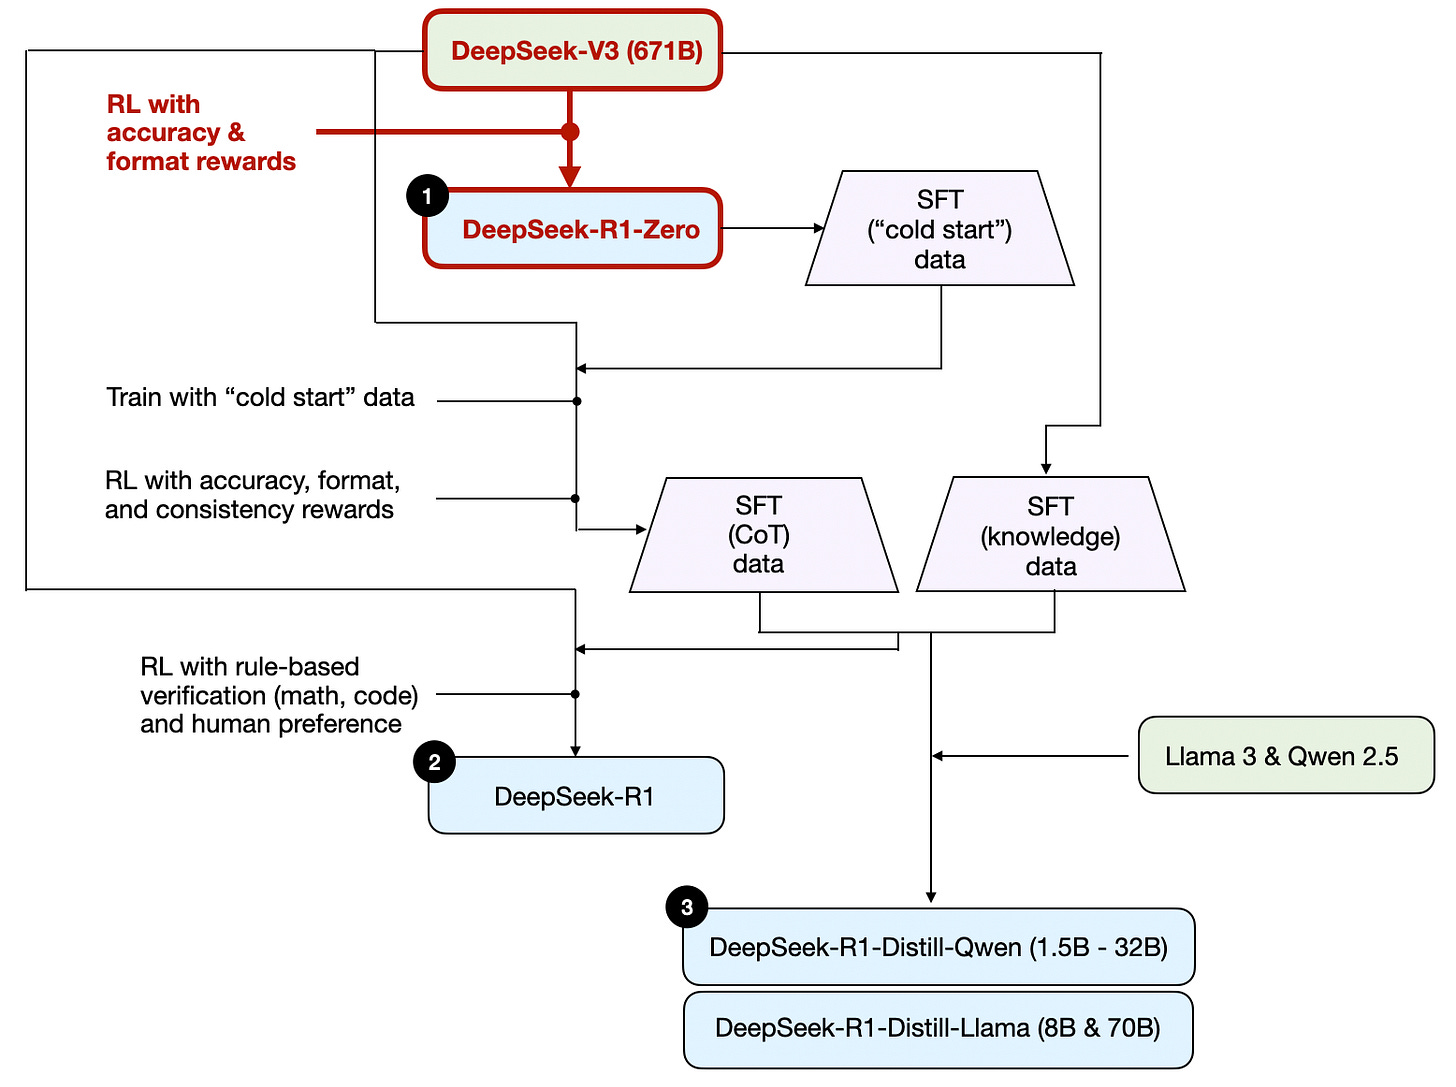 DeepSeek-V3 (671B)
RL with
accuracy &
format rewards
1
DeepSeek-R1-Zero
SFT
(“cold start”)
data
Train with “cold start” data
RL with accuracy, format,
and consistency rewards
SFT
(CoT)
data
SFT
(knowledge)
data
RL with rule-based
verification (math, code)
and human preference
2
DeepSeek-R1
Llama 3 & Qwen 2.5
3
DeepSeek-R1-Distill-Qwen (1.5B - 32B)
DeepSeek-R1-Distill-Llama (8B & 70B)